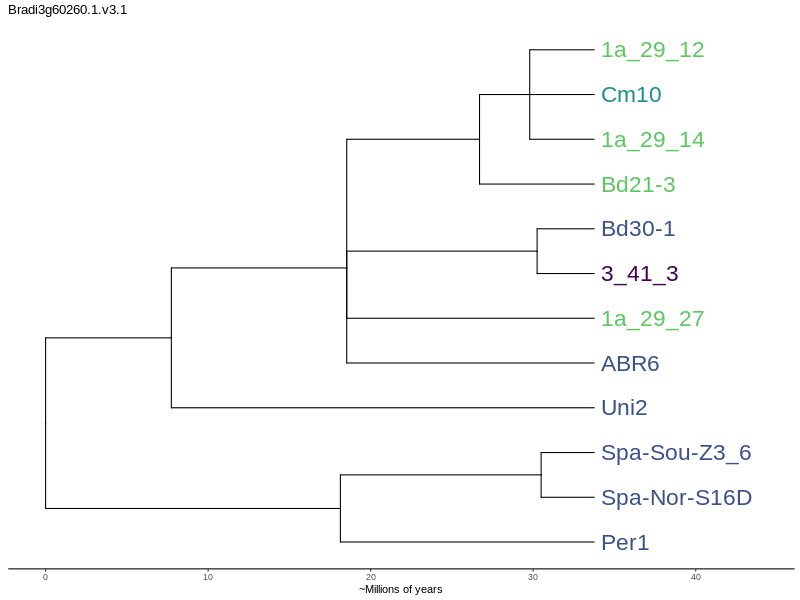 Bradi3g60260.1.v3.1
1a_29_12
Cm10
1a_29_14
Bd21-3
Bd30-1
3_41_3
1a_29_27
ABR6
Uni2
Spa-Sou-Z3_6
Spa-Nor-S16D
Per1
0 10 20 30 40
~Millions of years